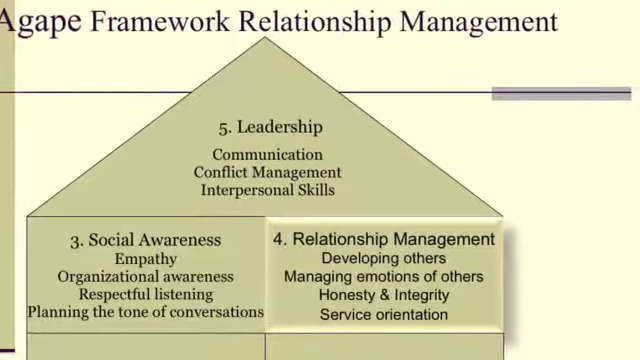 Agape Framework Relationship Management
5. Leadership
Communication
Conflict Management
Interpersonal Skills
3. Social Awareness
Empathy
Organizational awareness
Respectful listening
Planning the tone of conversations
4. Relationship Management
Developing others
Managing emotions of others
Honesty & Integrity
Service orientation